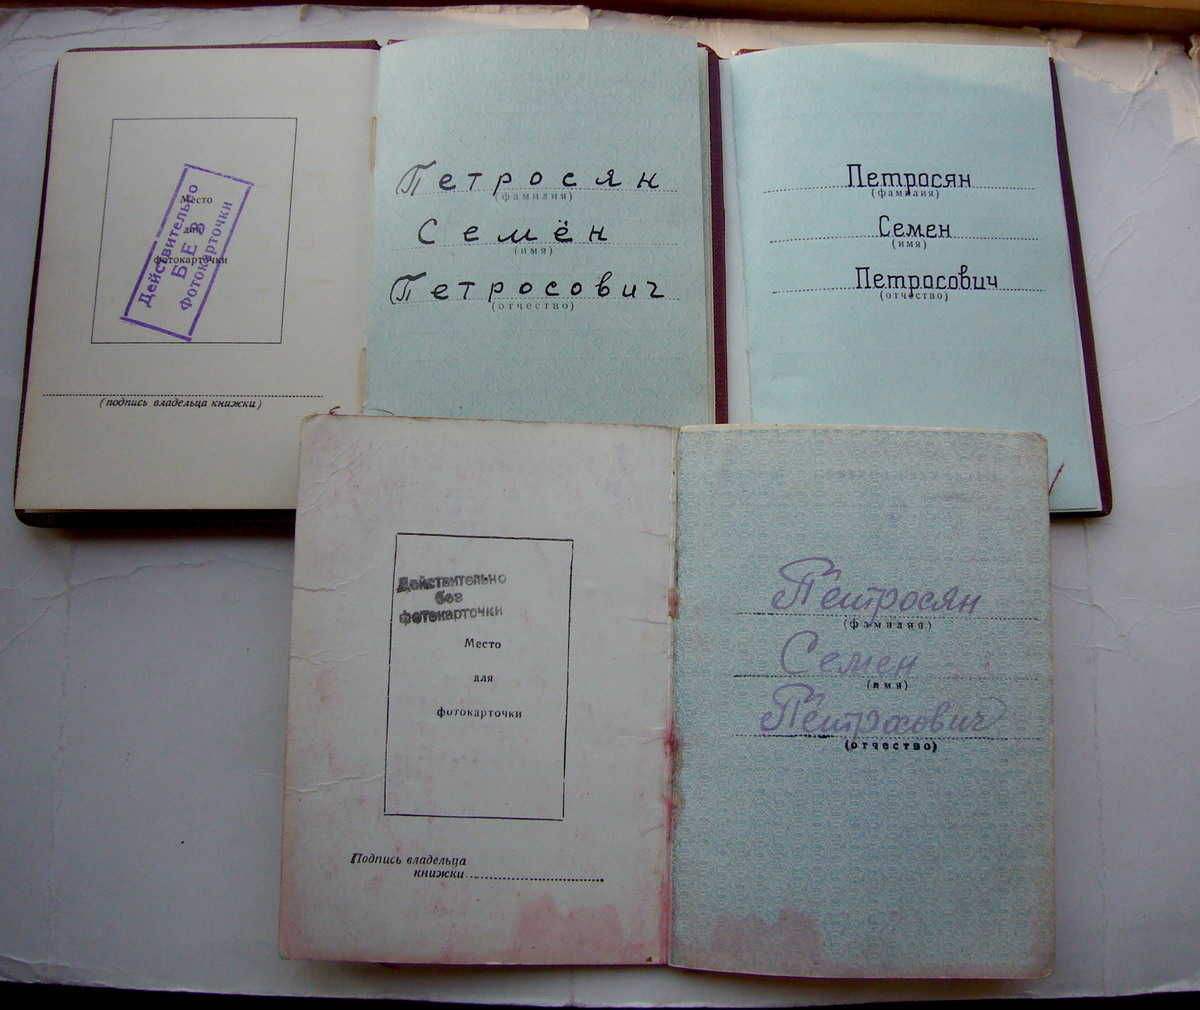 Место
для
фотокарточки
Действительно
БЕЗ
Фотокарточки
(подпись владельца книжки)
Петросян
(фамилия)
Семён
(имя)
Петросович
(отчество)
Петросян
(фамилия)
Семен
(имя)
Петросович
(отчество)
Действительно
без
фотокарточки
Место
для
фотокарточки
Подпись владельца
книжки
Петросян
(фамилия)
Семен
(имя)
Петросович
(отчество)